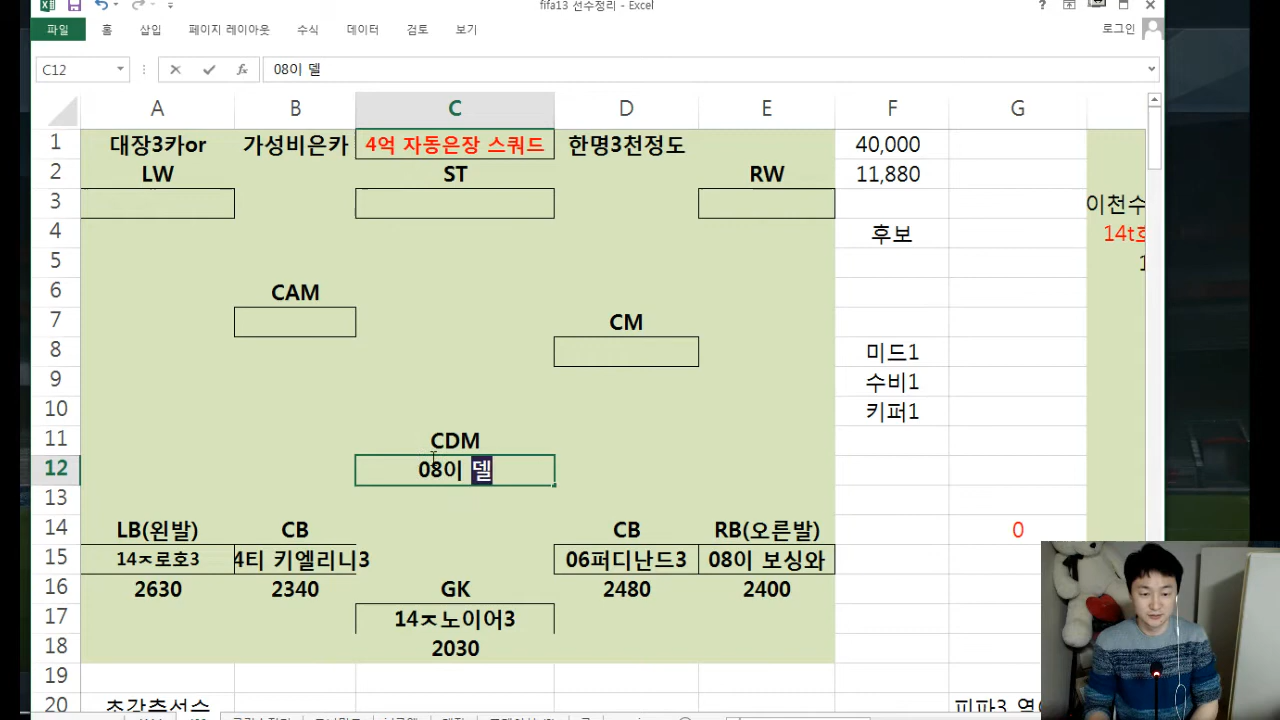 fifa13 선수정리 - Excel
파일 홈 삽입 페이지 레이아웃 수식 데이터 검토 보기 로그인
C12 fx 08이 델
A B C D E F G
1 대장3카or 가성비은카 4억 자동은장 스쿼드 한명3천정도 40,000
2 LW ST RW 11,880
3 이천수
4 후보
5
6 CAM
7 CM
8 미드1
9 수비1
10 키퍼1
11 CDM
12 08이 델
13
14 LB(왼발) CB CB RB(오른발) 0
15 14ㅈ로호3 4티 키엘리니3 06퍼디난드3 08이 보싱와
16 2630 2340 GK 2480 2400
17 14ㅈ노이어3
18 2030
19
20